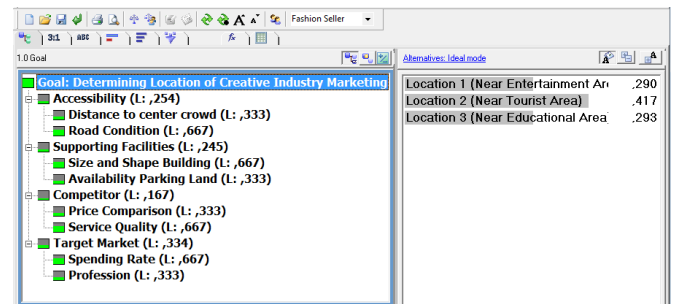 Fashion Seller
3:1 ABC fx
1.0 Goal
Alternatives: Ideal mode
Goal: Determining Location of Creative Industry Marketing
Accessibility (L: ,254)
Distance to center crowd (L: ,333)
Road Condition (L: ,667)
Supporting Facilities (L: ,245)
Size and Shape Building (L: ,667)
Availability Parking Land (L: ,333)
Competitor (L: ,167)
Price Comparison (L: ,333)
Service Quality (L: ,667)
Target Market (L: ,334)
Spending Rate (L: ,667)
Profession (L: ,333)
Location 1 (Near Entertainment Are ,290
Location 2 (Near Tourist Area) ,417
Location 3 (Near Educational Area) ,293